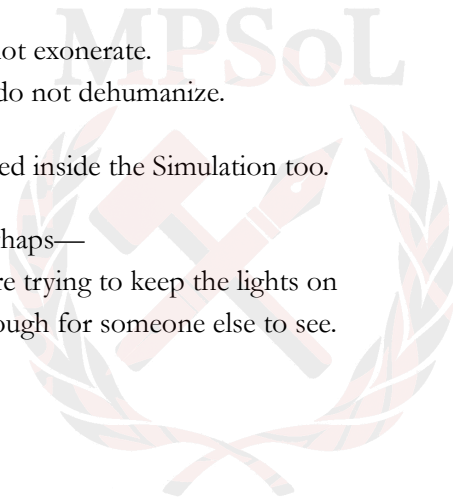 MPSoL
ot exonerate.
do not dehumanize.
ed inside the Simulation too.
haps—
re trying to keep the lights on
ough for someone else to see.